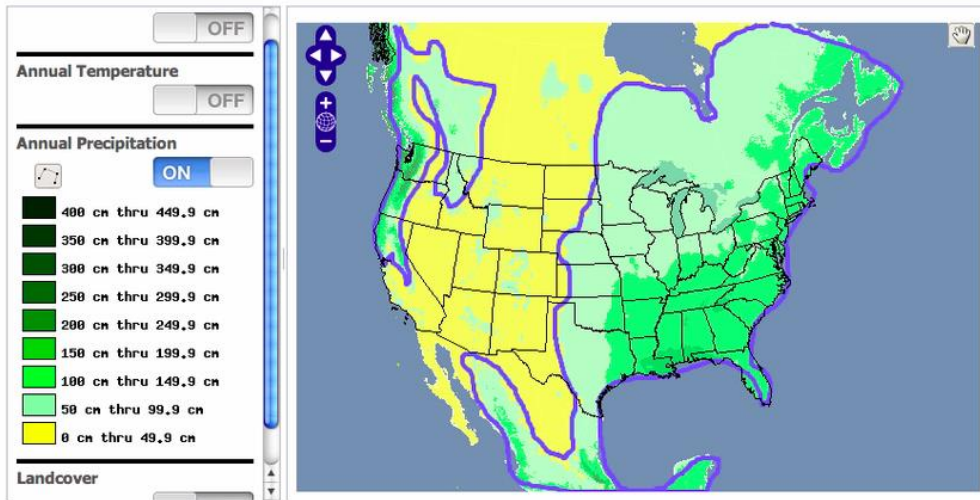 OFF
Annual Temperature
OFF
Annual Precipitation
ON
400 cm thru 449.9 cm
350 cm thru 399.9 cm
300 cm thru 349.9 cm
250 cm thru 299.9 cm
200 cm thru 249.9 cm
150 cm thru 199.9 cm
100 cm thru 149.9 cm
50 cm thru 99.9 cm
0 cm thru 49.9 cm
Landcover